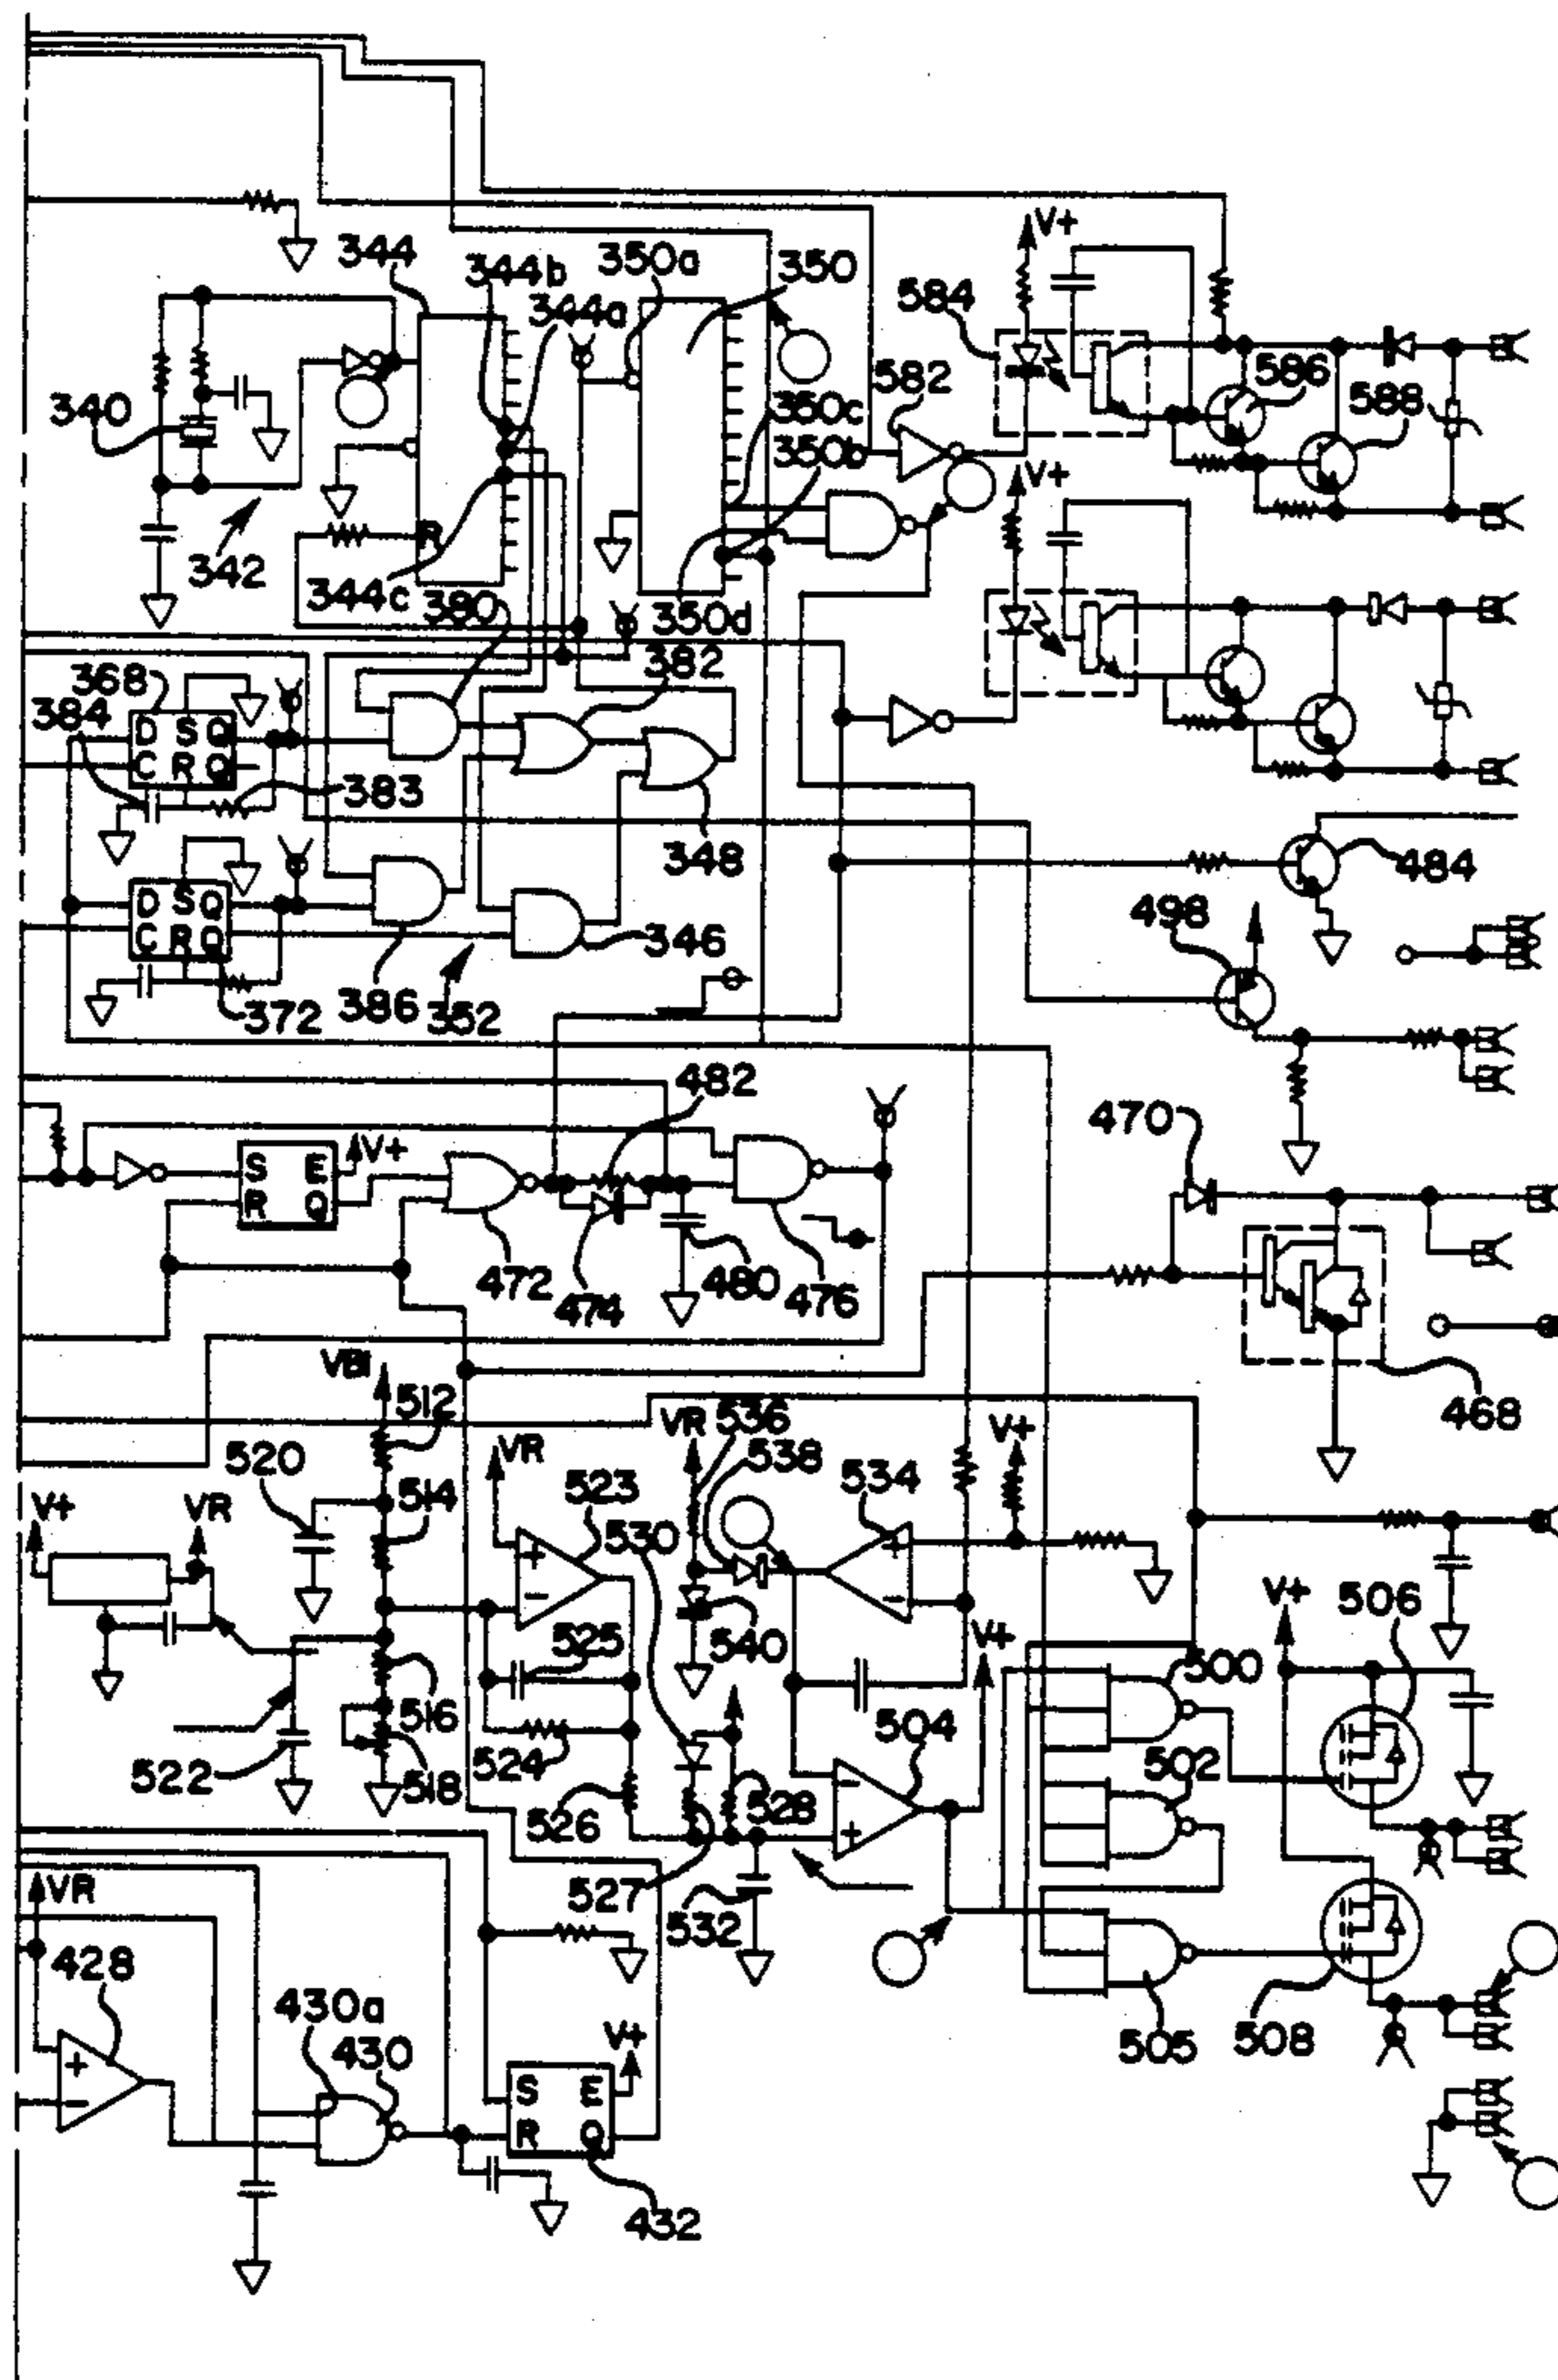 V+
344
344b
350a
350
344a
584
582
340
586
588
350c
350b
V+
R
342
344c
380
350d
382
368
384
D S Q
C R Q
383
348
484
D S Q
C R Q
498
346
372
386
352
482
470
V+
S E
R Q
472
474
480
476
468
VB1
512
536
VR
538
V+
520
VR
523
534
514
V+
VR
530
+
-
+
-
V+
506
540
V+
525
500
516
504
502
524
522
518
528
526
-
+
527
532
VR
428
430a
505
508
430
V+
+
-
S E
R Q
432